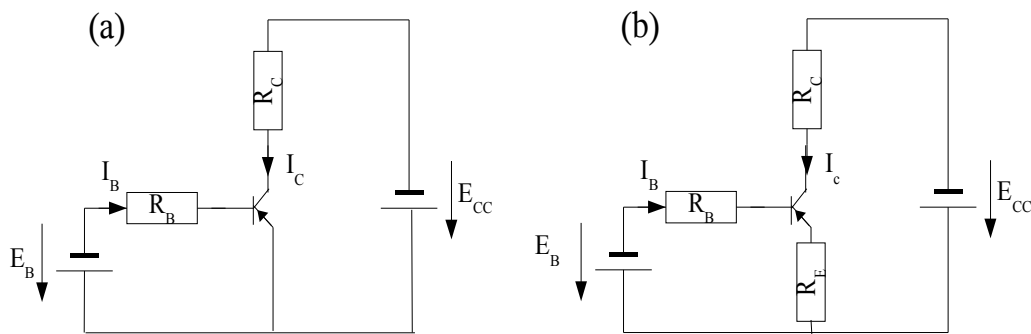 (a)
R_C
I_B
I_C
R_B
E_CC
E_B
(b)
R_C
I_B
I_c
R_B
E_CC
E_B
R_E